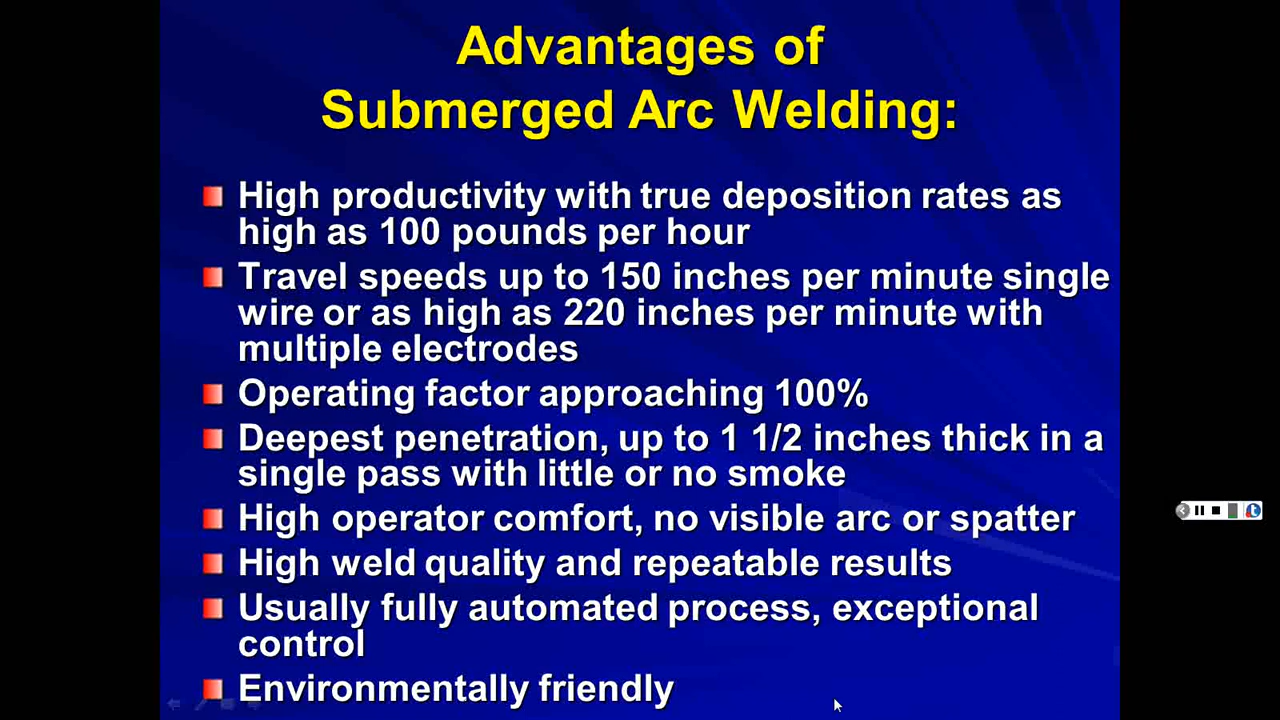 Advantages of
Submerged Arc Welding:
High productivity with true deposition rates as
high as 100 pounds per hour
Travel speeds up to 150 inches per minute single
wire or as high as 220 inches per minute with
multiple electrodes
Operating factor approaching 100%
Deepest penetration, up to 1 1/2 inches thick in a
single pass with little or no smoke
High operator comfort, no visible arc or spatter
High weld quality and repeatable results
Usually fully automated process, exceptional
control
Environmentally friendly